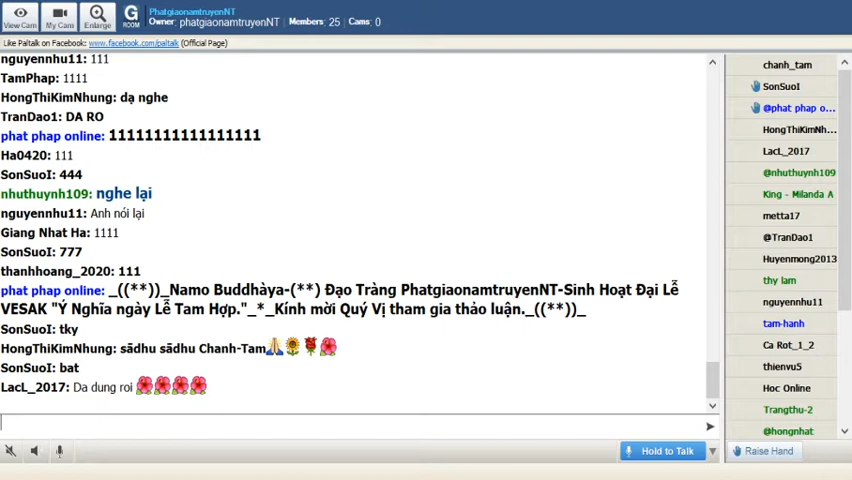 PhatgiaonamtruyenNT
Owner: phatgiaonamtruyenNT Members: 25 Cams: 0
View Cam
My Cam
Enlarge
G
ROOM
Like Paltalk on Facebook: www.facebook.com/paltalk (Official Page)
nguyennhu11: 111
TamPhap: 1111
HongThiKimNhung: dạ nghe
TranDao1: DA RO
phat phap online: 11111111111111111
Ha0420: 111
SonSuoI: 444
nhuthuynh109: nghe lại
nguyennhu11: Anh nói lại
Giang Nhat Ha: 1111
SonSuoI: 777
thanhhoang_2020: 111
phat phap online: _((**))_Namo Buddhàya-(**) Đạo Tràng PhatgiaonamtruyenNT-Sinh Hoạt Đại Lễ
VESAK "Ý Nghĩa ngày Lễ Tam Hợp."_*_Kính mời Quý Vị tham gia thảo luận._((**))_
SonSuoI: tky
HongThiKimNhung: sādhu sādhu Chanh-Tam
SonSuoI: bat
LacL_2017: Da dung roi
Hold to Talk
chanh_tam
SonSuoI
@phat phap o...
HongThiKimNh...
LacL_2017
@nhuthuynh109
King - Milanda A
metta17
@TranDao1
Huyenmong2013
thy lam
nguyennhu11
tam-hanh
Ca Rot_1_2
thienvu5
Hoc Online
Trangthu-2
@hongnhat
Raise Hand